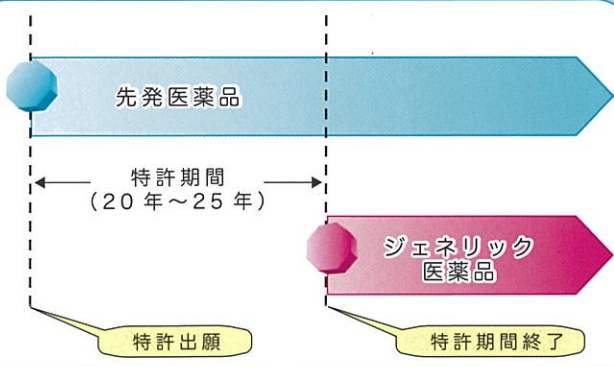 先発医薬品
特許期間
（20年～25年）
ジェネリック
医薬品
特許出願
特許期間終了